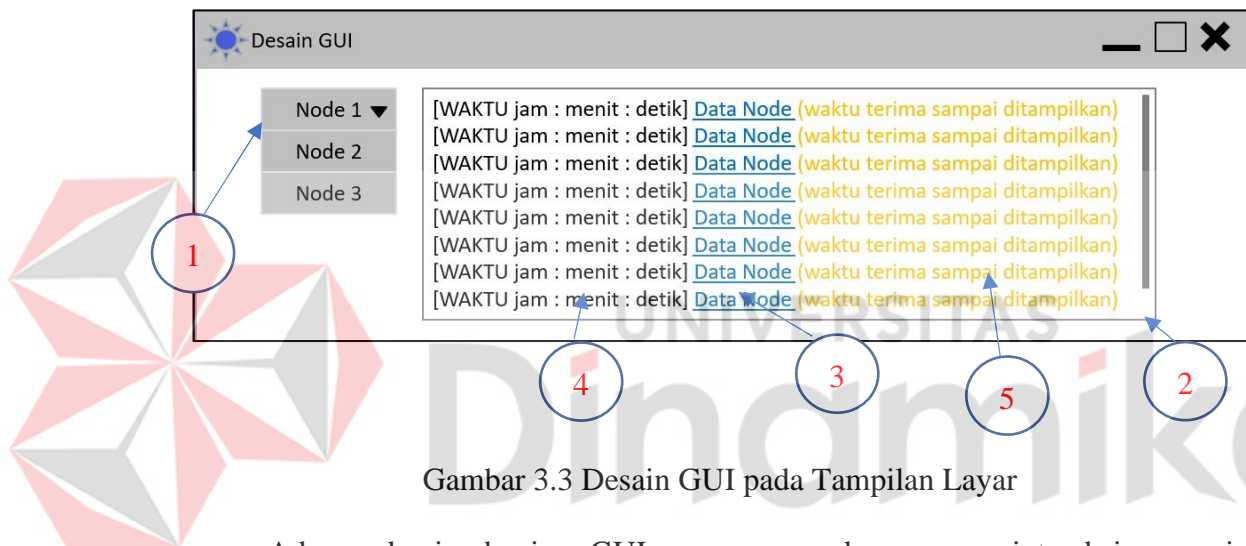 Desain GUI
Node 1
Node 2
Node 3
[WAKTU jam : menit : detik] Data Node (waktu terima sampai ditampilkan)
[WAKTU jam : menit : detik] Data Node (waktu terima sampai ditampilkan)
[WAKTU jam : menit : detik] Data Node (waktu terima sampai ditampilkan)
[WAKTU jam : menit : detik] Data Node (waktu terima sampai ditampilkan)
[WAKTU jam : menit : detik] Data Node (waktu terima sampai ditampilkan)
[WAKTU jam : menit : detik] Data Node (waktu terima sampai ditampilkan)
[WAKTU jam : menit : detik] Data Node (waktu terima sampai ditampilkan)
[WAKTU jam : menit : detik] Data Node (waktu terima sampai ditampilkan)
1
4
3
5
2
UNIVERSITAS
Dinamik
Gambar 3.3 Desain GUI pada Tampilan Layar